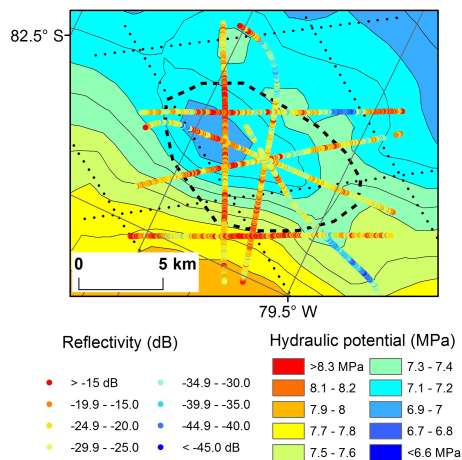 82.5° S
0 5 km
79.5° W
Reflectivity (dB)
> -15 dB
-19.9 - -15.0
-24.9 - -20.0
-29.9 - -25.0
-34.9 - -30.0
-39.9 - -35.0
-44.9 - -40.0
< -45.0 dB
Hydraulic potential (MPa)
>8.3 MPa
8.1 - 8.2
7.9 - 8
7.7 - 7.8
7.5 - 7.6
7.3 - 7.4
7.1 - 7.2
6.9 - 7
6.7 - 6.8
<6.6 MPa